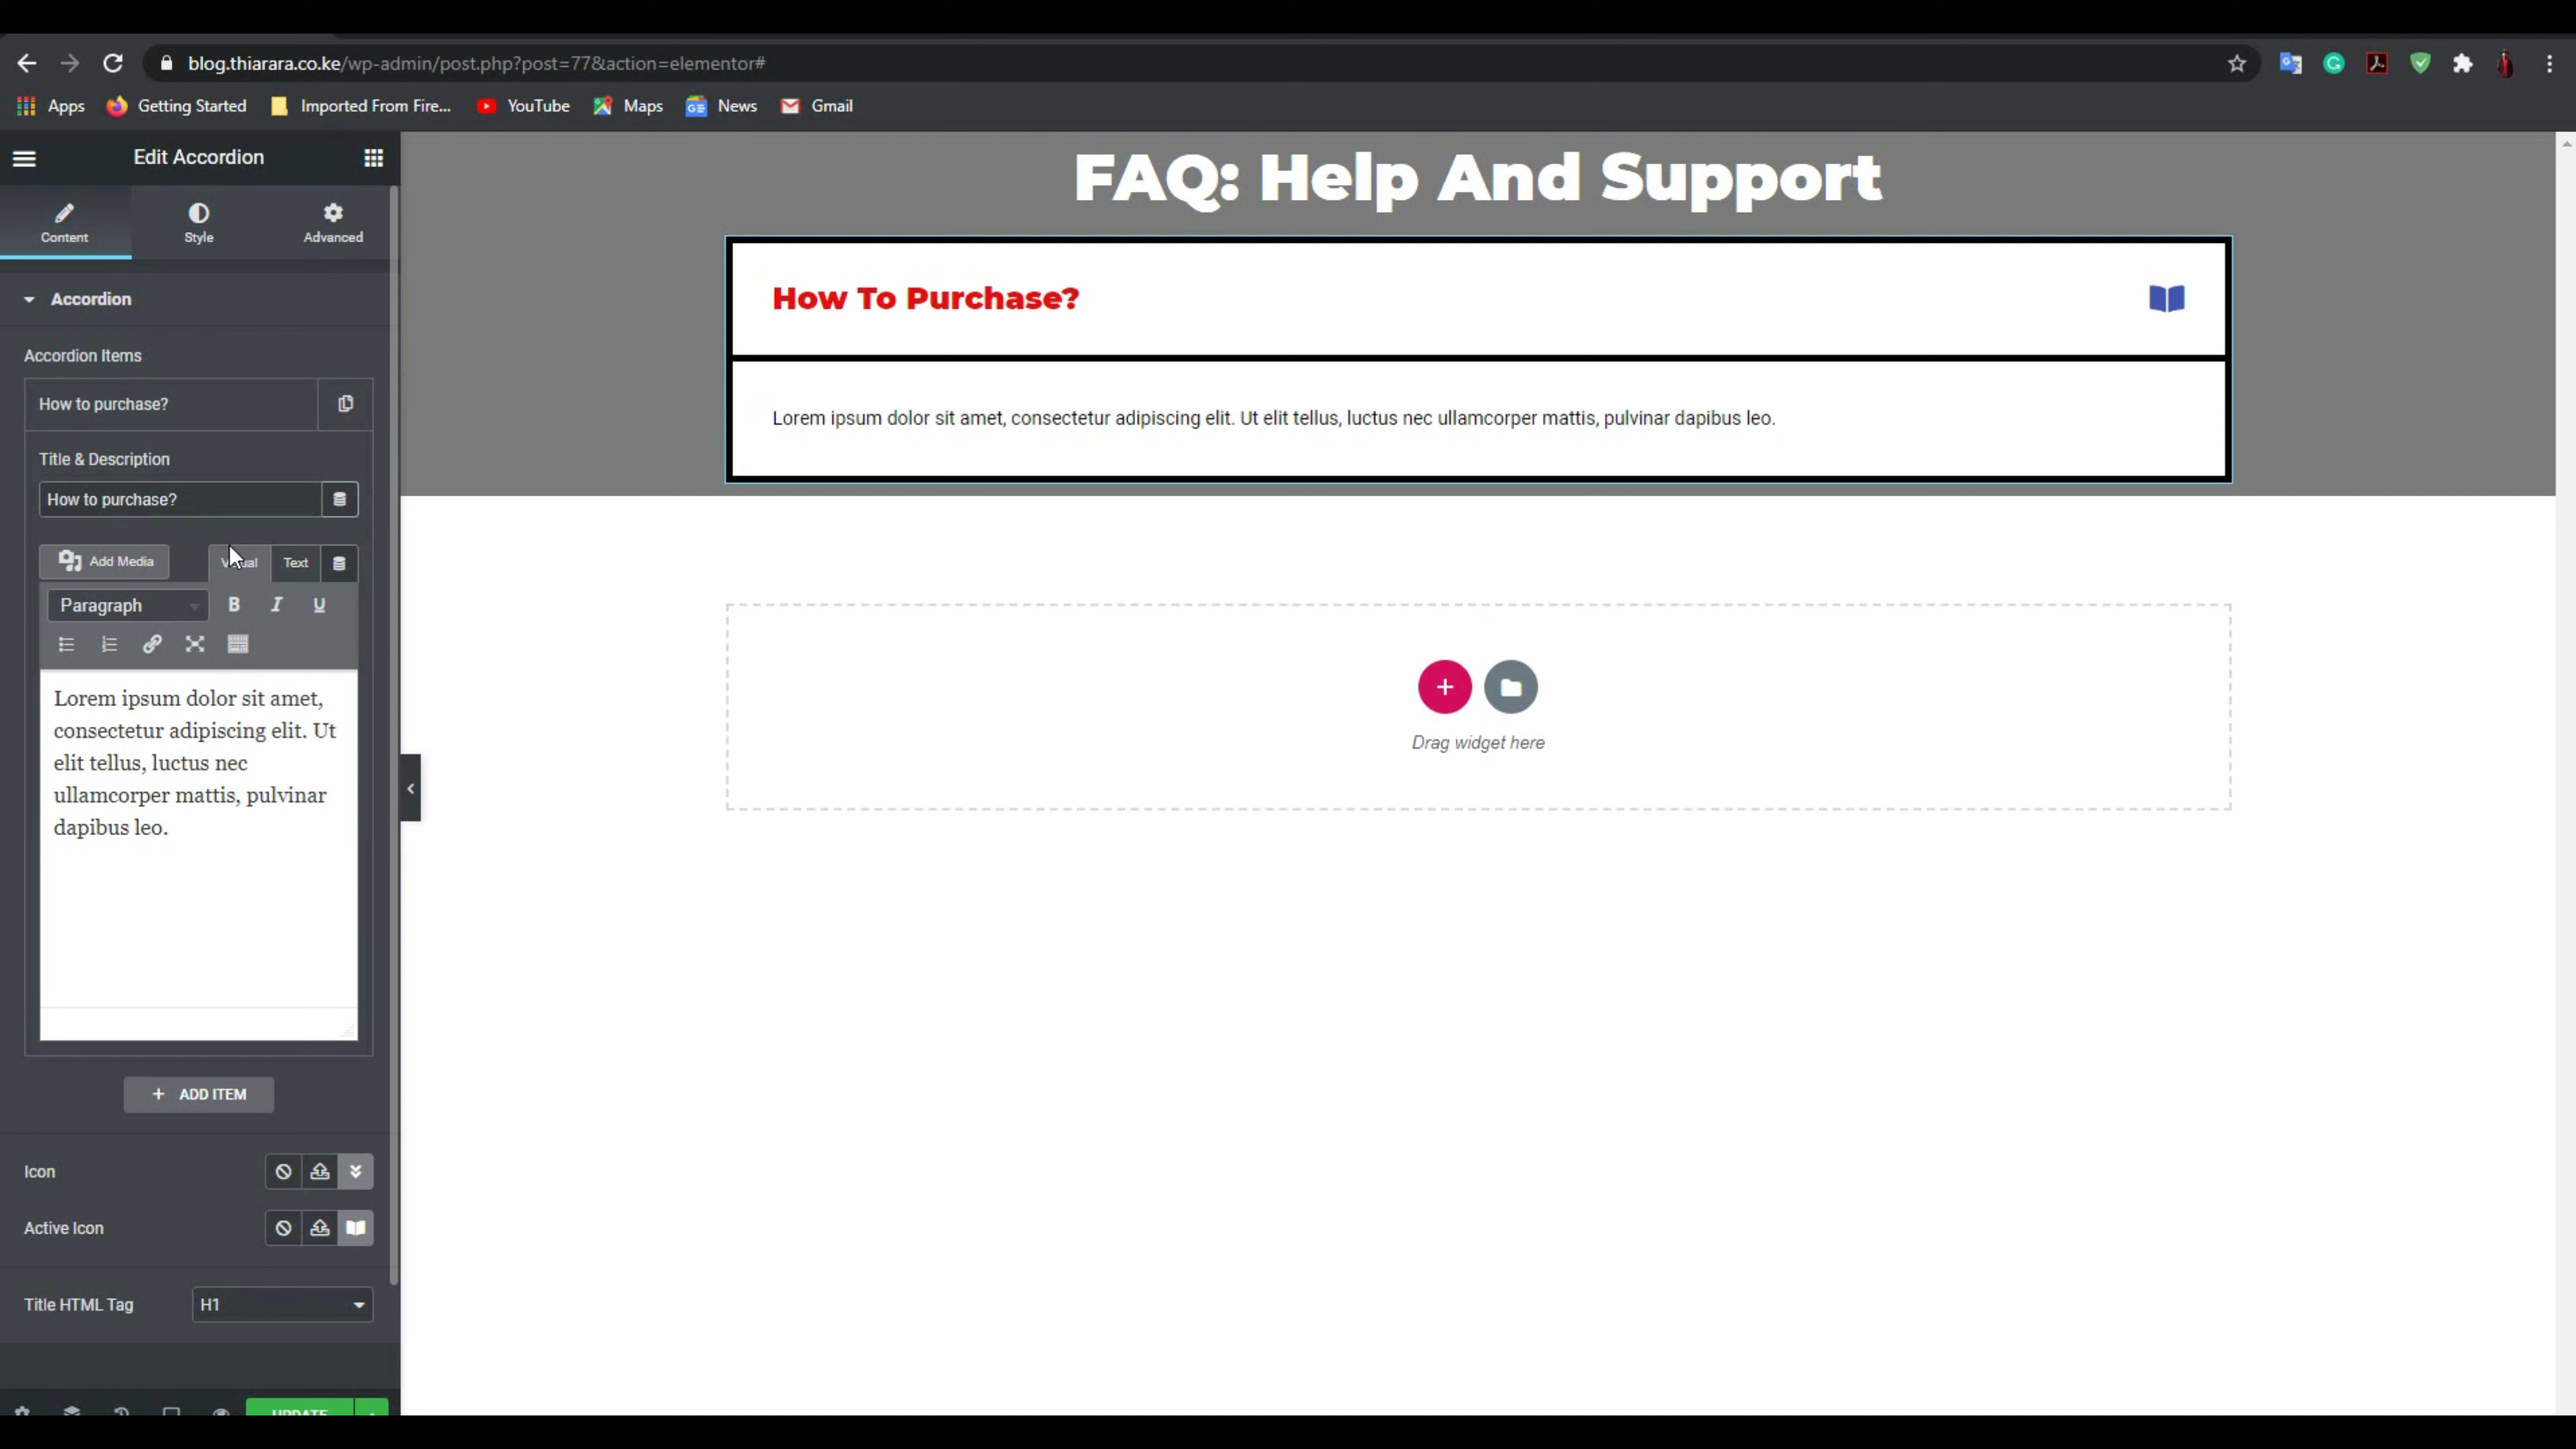 blog.thiarara.co.ke/wp-admin/post.php?post=77&action=elementor#
Apps Getting Started Imported From Fire... YouTube Maps News Gmail
Edit Accordion
Content Style Advanced
Accordion
Accordion Items
How to purchase?
Title & Description
How to purchase?
Add Media Text
Paragraph B I U
Lorem ipsum dolor sit amet,
consectetur adipiscing elit. Ut
elit tellus, luctus nec
ullamcorper mattis, pulvinar
dapibus leo.
+ ADD ITEM
Icon
Active Icon
Title HTML Tag H1
UPDATE
FAQ: Help And Support
How To Purchase?
Lorem ipsum dolor sit amet, consectetur adipiscing elit. Ut elit tellus, luctus nec ullamcorper mattis, pulvinar dapibus leo.
Drag widget here